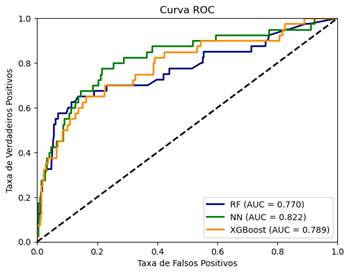 Curva ROC
Taxa de Verdadeiros Positivos
1.0
0.8
0.6
0.4
0.2
0.0
0.0 0.2 0.4 0.6 0.8 1.0
Taxa de Falsos Positivos
RF (AUC = 0.770)
NN (AUC = 0.822)
XGBoost (AUC = 0.789)